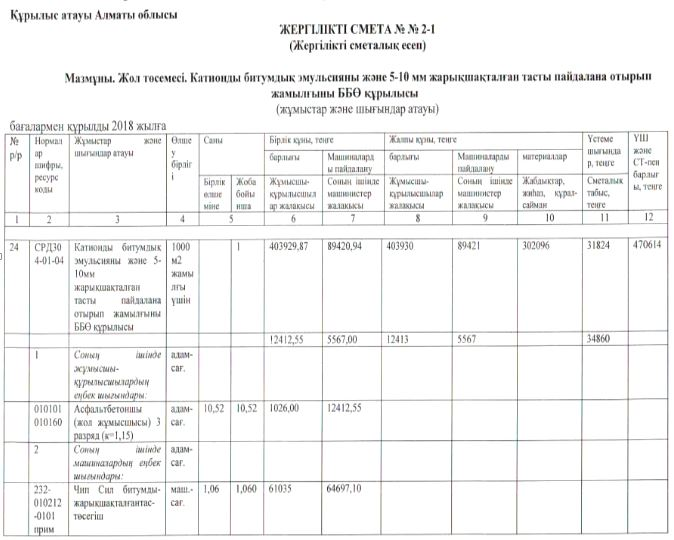 Құрылыс атауы Алматы облысы
ЖЕРГІЛІКТІ СМЕТА № № 2-1
(Жергілікті сметалық есеп)
Мазмұны. Жол төсемесі. Катионды битумдық эмульсияны және 5-10 мм жарықшақталған тасты пайдалана отырып
жамылғыны ББӨ құрылысы
(жұмыстар және шығындар атауы)
бағалармен құрылды 2018 жылға
№ р/р | Нормалар шифры, ресурс коды | Жұмыстар және шығындар атауы | Өлшеу бірлігі | Саны | Бірлік құны, теңге | Жалпы құны, теңге | Үстеме шығындар, теңге | ҮШ және СТ-пен барлығы, теңге
барлығы | Машиналарды пайдалану | барлығы | Машиналарды пайдалану | материалдар
Бірлік өлшеміне | Жоба бойынша | Жұмысшы-құрылысшылар жалақысы | Соның ішінде машинистер жалақысы | Жұмысшы-құрылысшылар жалақысы | Соның ішінде машинистер жалақысы | Жабдықтар, жиһаз, құрал-сайман | Сметалық табыс, теңге
1 | 2 | 3 | 4 | 5 | 6 | 7 | 8 | 9 | 10 | 11 | 12
24 | СРД304-01-04 | Катионды битумдық эмульсияны және 5-10мм жарықшақталған тасты пайдалана отырып жамылғыны ББӨ құрылысы | 1000 м2 жамылғы үшін | 1 | 403929,87 | 89420,94 | 403930 | 89421 | 302096 | 31824 | 470614
12412,55 | 5567,00 | 12413 | 5567 | 34860
1 | Соның ішінде жұмысшы-құрылысшылардың еңбек шығындары: | адам-сағ.
010101 010160 | Асфальтбетоншы (жол жұмысшысы) 3 разряд (к=1,15) | адам-сағ. | 10,52 | 10,52 | 1026,00 | 12412,55
2 | Соның ішінде машиналардың еңбек шығындары: | адам-сағ.
232-010212-0101 прим | Чип Сил битумды-жарықшақталғантас-төсегіш | маш.-сағ. | 1,06 | 1,060 | 61035 | 64697,10